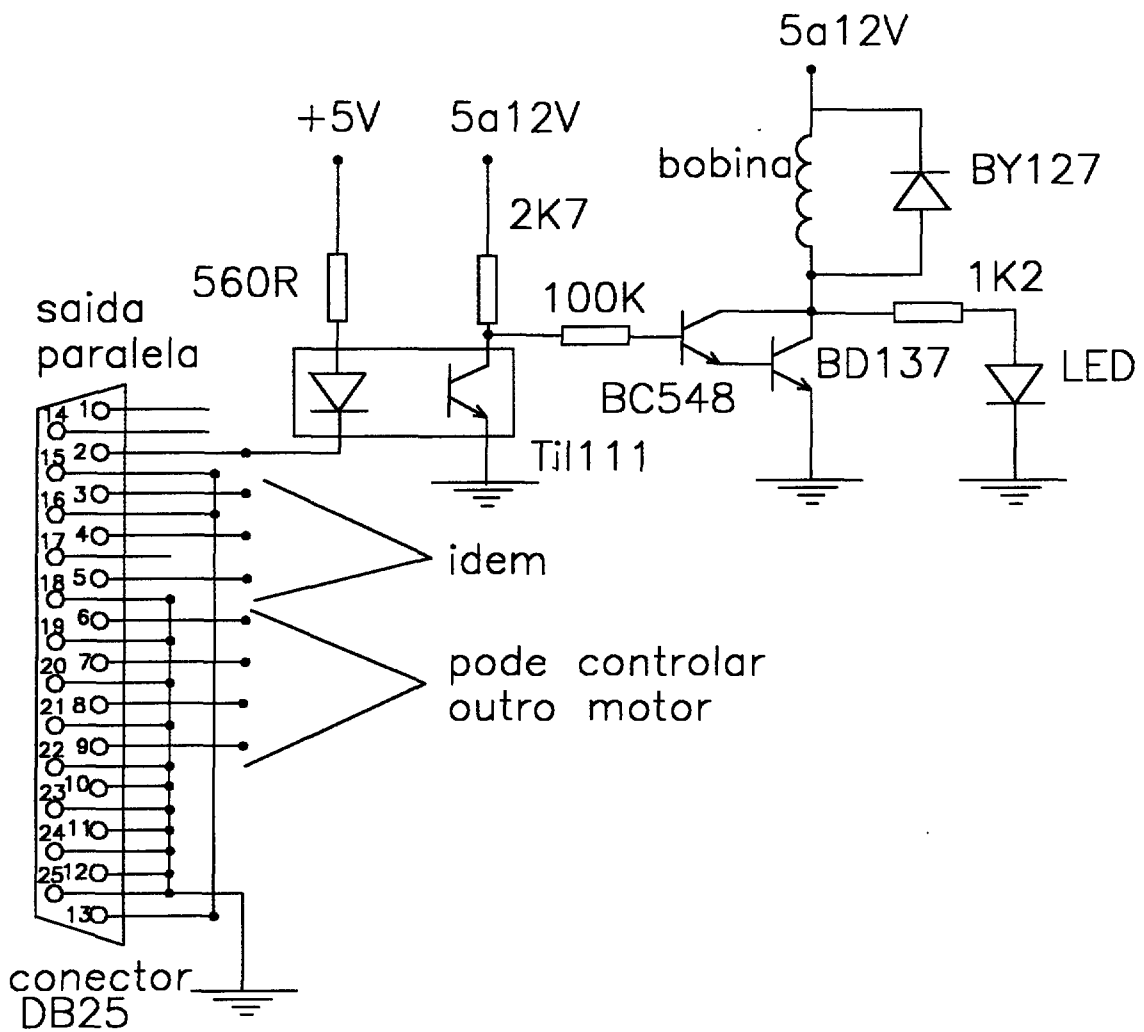 5a12V
+5V
5a12V
bobina
BY127
2K7
560R
100K
1K2
saida
paralela
BC548
BD137
LED
Til111
14
1
15
2
16
3
17
4
18
5
19
6
20
7
21
8
22
9
23
10
24
11
25
12
13
idem
pode controlar
outro motor
conector
DB25